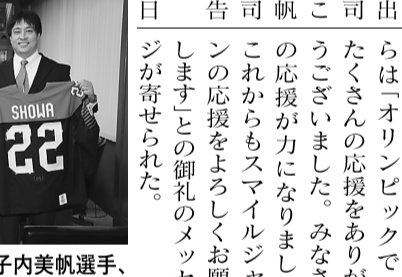 出
司
こ
帆
司
告
日
らは「オリンピックで
たくさんの応援をありが
うございました。みなさ
の応援が力になりまし
これからもスマイルジャ
ンの応援をよろしくお願
します」との御礼のメッセ
ジが寄せられた。
SHOWA
22
子内美帆選手、